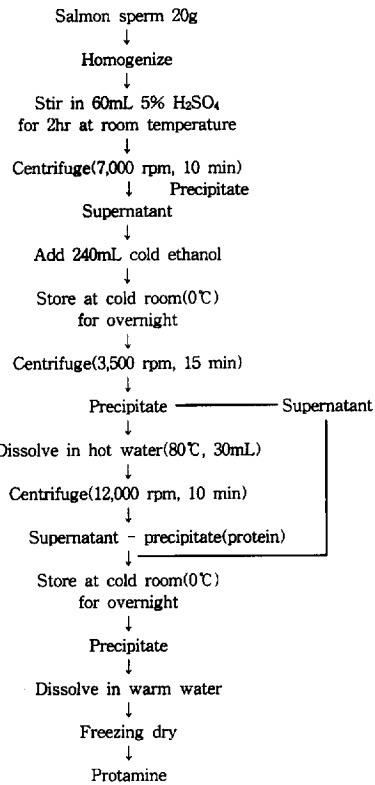 Salmon sperm 20g
↓
Homogenize
↓
Stir in 60mL 5% H₂SO₄
for 2hr at room temperature
↓
Centrifuge(7,000 rpm, 10 min)
↓ Precipitate
Supernatant
↓
Add 240mL cold ethanol
↓
Store at cold room(0℃)
for overnight
↓
Centrifuge(3,500 rpm, 15 min)
↓
Precipitate Supernatant
↓
Dissolve in hot water(80℃, 30mL)
↓
Centrifuge(12,000 rpm, 10 min)
↓
Supernatant - precipitate(protein)
↓
Store at cold room(0℃)
for overnight
↓
Precipitate
↓
Dissolve in warm water
↓
Freezing dry
↓
Protamine